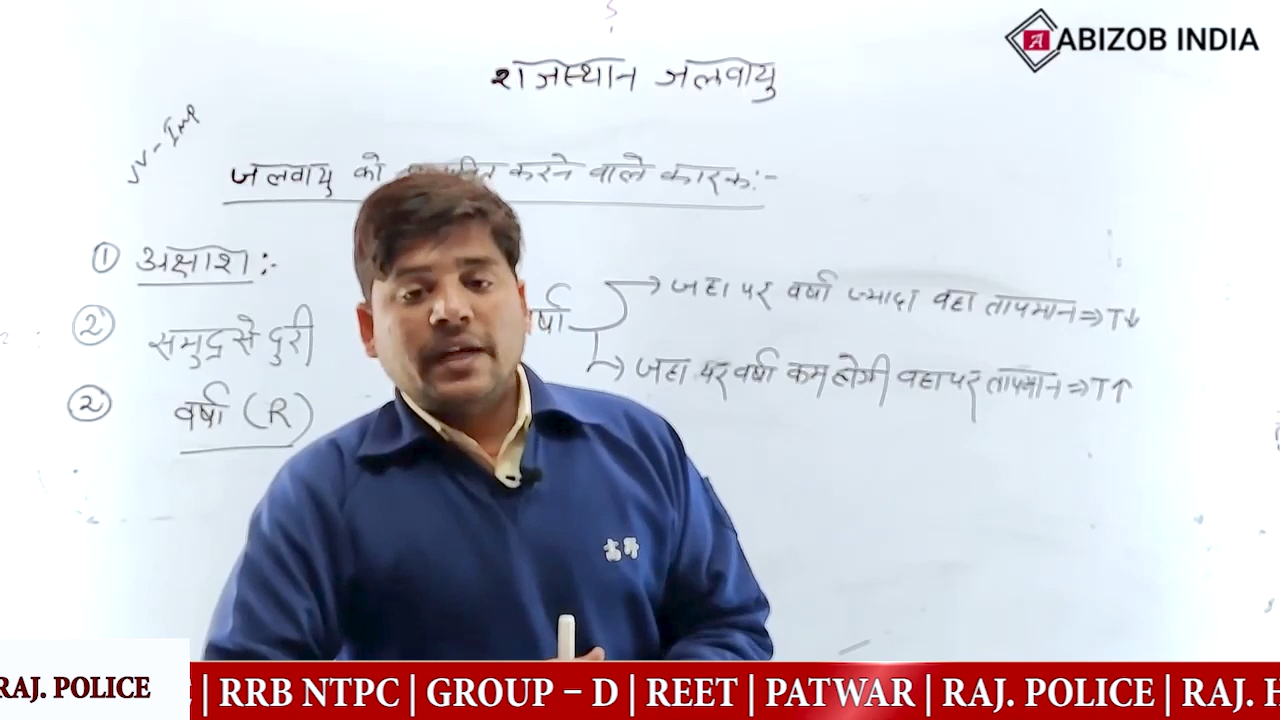 ABIZOB INDIA
राजस्थान जलवायु
V-Imp
जलवायु को करने वाले कारक:-
① अक्षाश :-
② समुद्र से दुरी
② वर्षा (R)
→ जहा पर वर्षा ज्यादा वहा तापमान ⇒ T↓
→ जहा पर वर्षा कम होगी वहा पर तापमान ⇒ T↑
RAJ. POLICE | RRB NTPC | GROUP – D | REET | PATWAR | RAJ. POLICE | RAJ. H